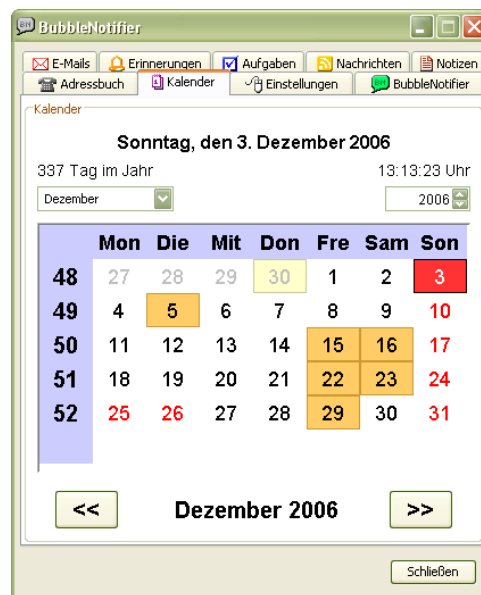 BubbleNotifier
E-Mails Erinnerungen Aufgaben Nachrichten Notizen
Adressbuch Kalender Einstellungen BubbleNotifier
Kalender
Sonntag, den 3. Dezember 2006
337 Tag im Jahr 13:13:23 Uhr
Dezember 2006
Mon Die Mit Don Fre Sam Son
48 27 28 29 30 1 2 3
49 4 5 6 7 8 9 10
50 11 12 13 14 15 16 17
51 18 19 20 21 22 23 24
52 25 26 27 28 29 30 31
<< Dezember 2006 >>
Schließen